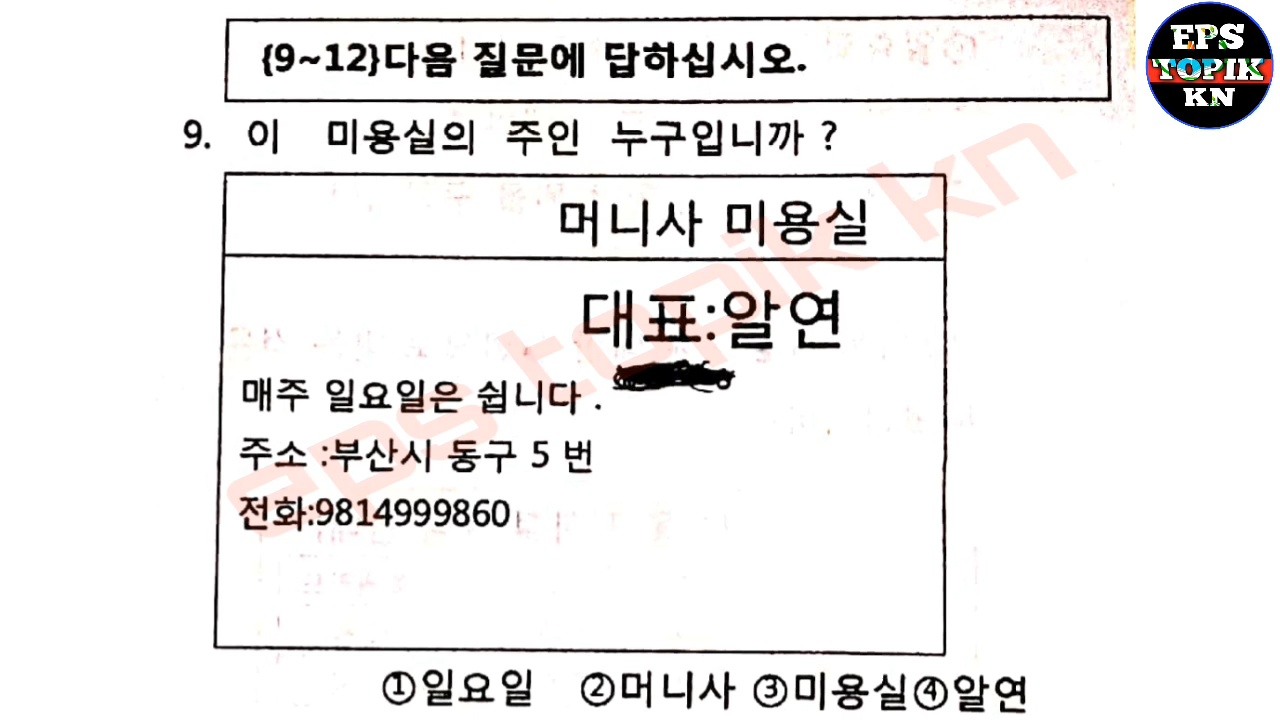 EPS
TOPIK
KN
{9~12}다음 질문에 답하십시오.
9. 이 미용실의 주인 누구입니까 ?
머니사 미용실
대표:알연
매주 일요일은 쉽니다 .
주소 :부산시 동구 5 번
전화:9814999860
①일요일 ②머니사 ③미용실④알연
eps topik kn